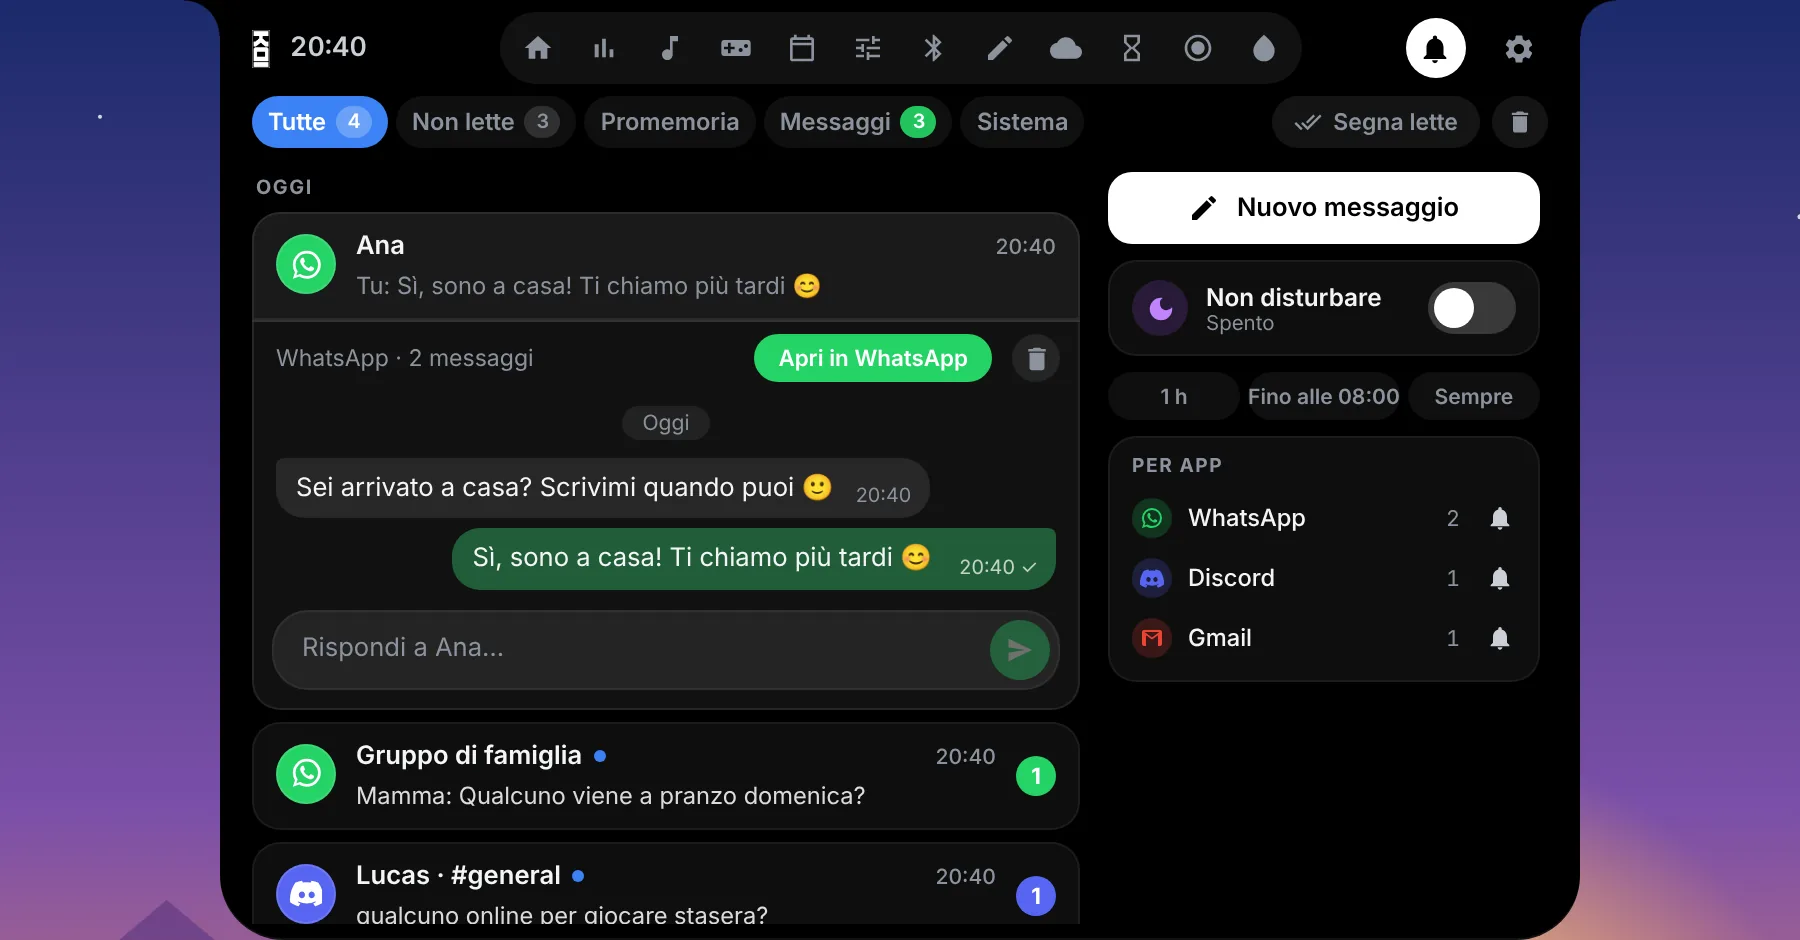 20:40
Tutte 4
Non lette 3
Promemoria
Messaggi 3
Sistema
Segna lette
OGGI
Ana
20:40
Tu: Sì, sono a casa! Ti chiamo più tardi 😊
WhatsApp · 2 messaggi
Apri in WhatsApp
Oggi
Sei arrivato a casa? Scrivimi quando puoi 🙂 20:40
Sì, sono a casa! Ti chiamo più tardi 😊 20:40 ✓
Rispondi a Ana...
Gruppo di famiglia
20:40
1
Mamma: Qualcuno viene a pranzo domenica?
Lucas · #general
20:40
1
qualcuno online per giocare stasera?
Nuovo messaggio
Non disturbare
Spento
1 h
Fino alle 08:00
Sempre
PER APP
WhatsApp 2
Discord 1
Gmail 1